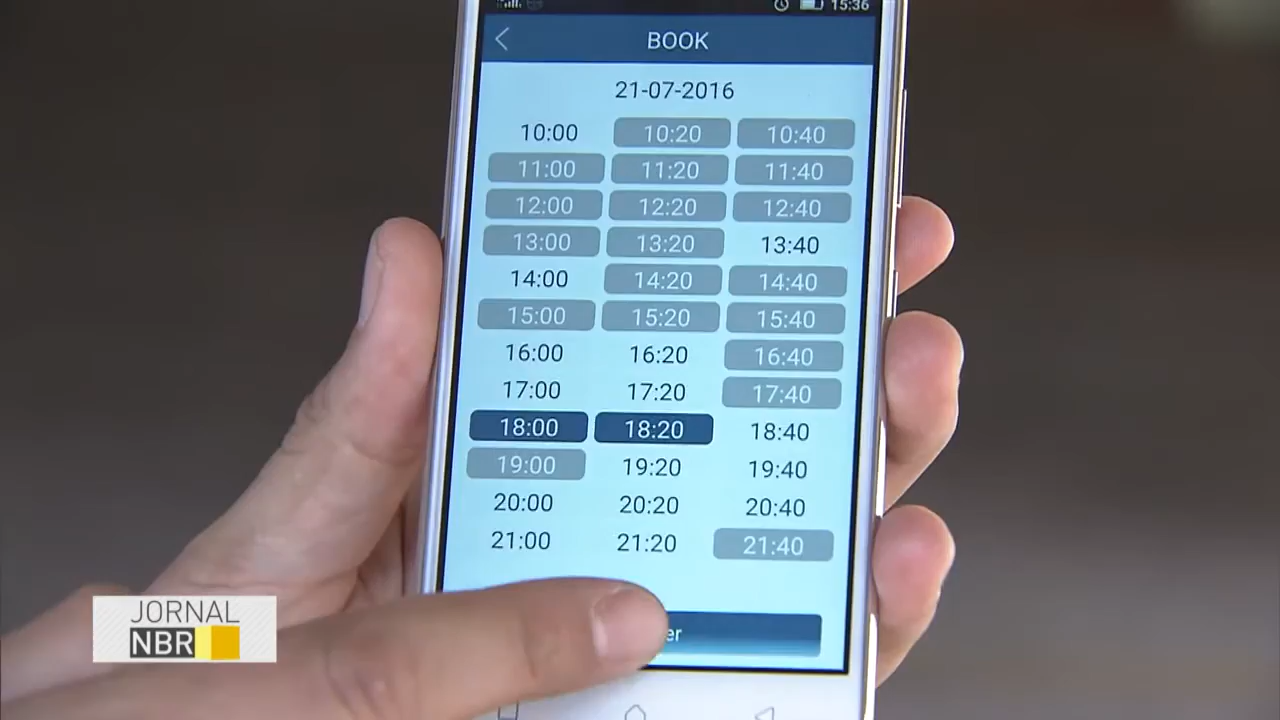 15:36
BOOK
21-07-2016
10:00 10:20 10:40
11:00 11:20 11:40
12:00 12:20 12:40
13:00 13:20 13:40
14:00 14:20 14:40
15:00 15:20 15:40
16:00 16:20 16:40
17:00 17:20 17:40
18:00 18:20 18:40
19:00 19:20 19:40
20:00 20:20 20:40
21:00 21:20 21:40
er
JORNAL
NBR